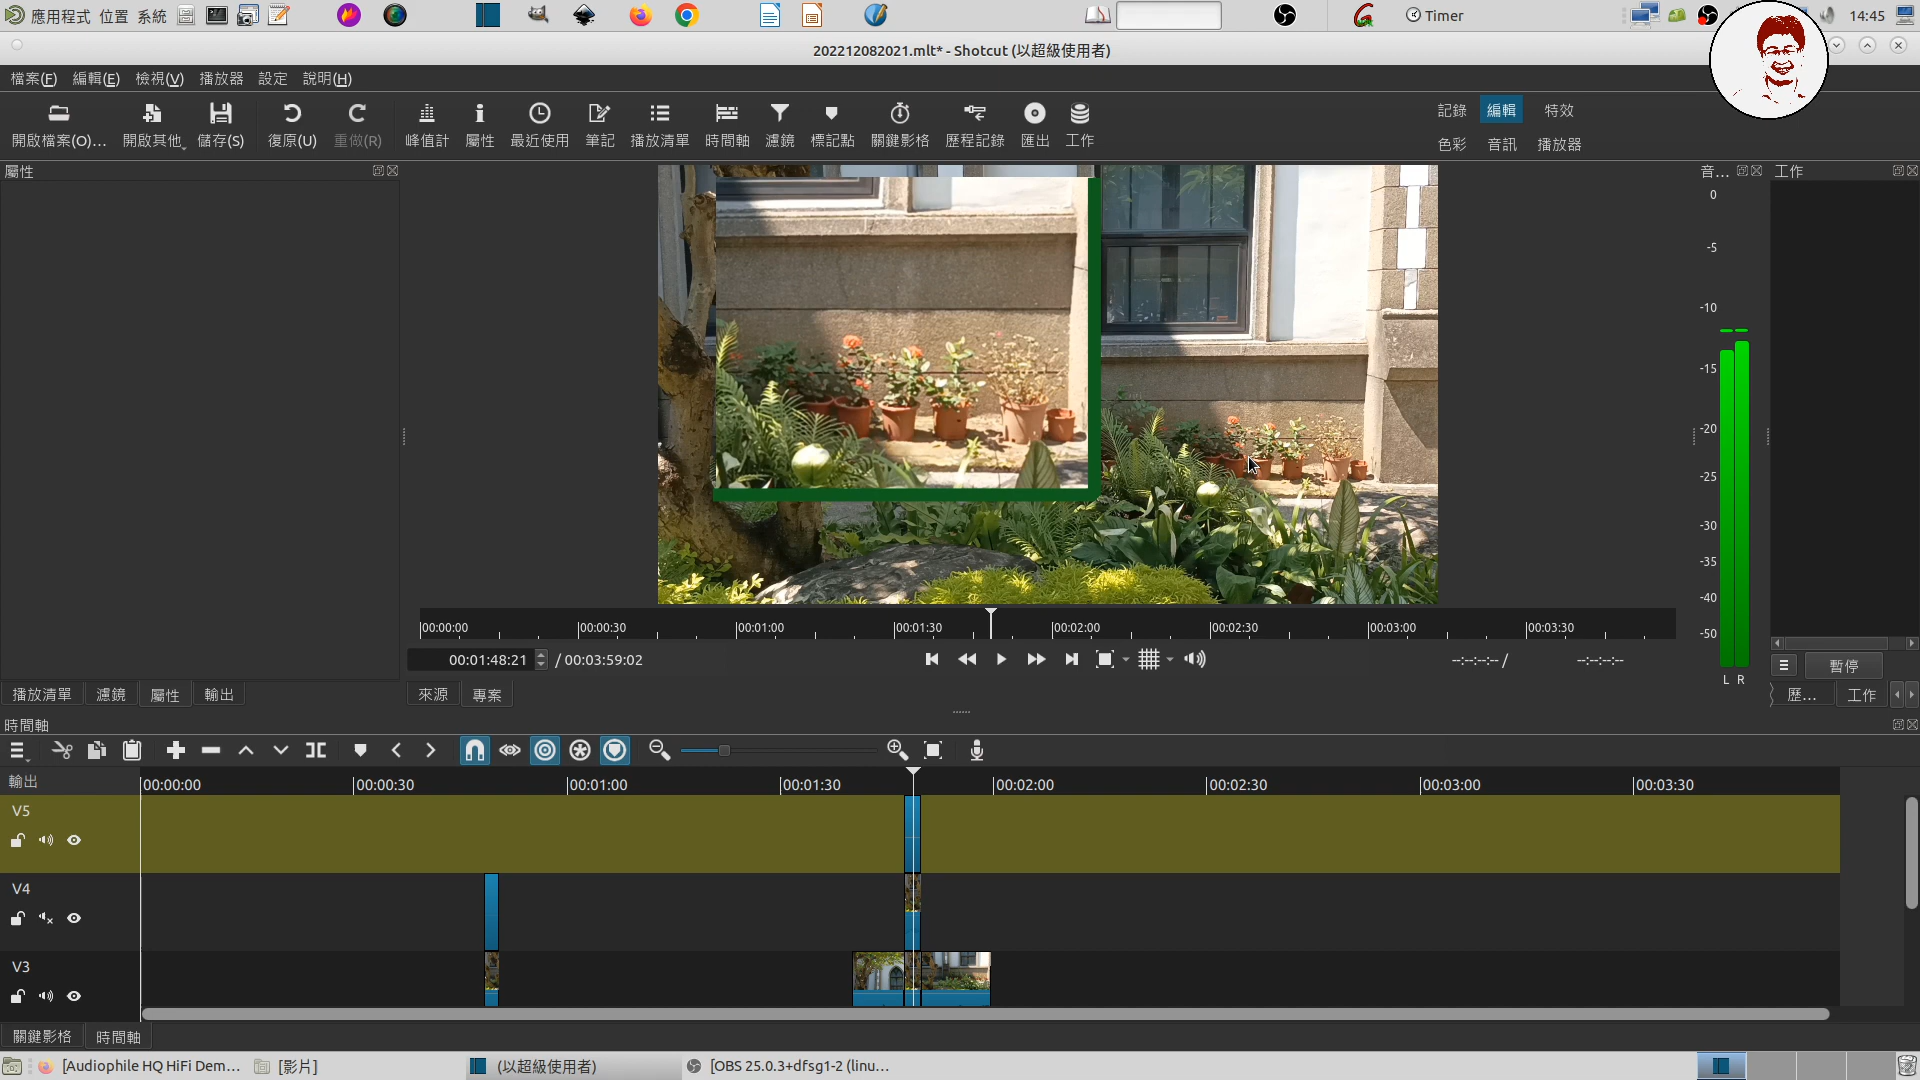 應用程式 位置 系統
Timer
14:45
202212082021.mlt* - Shotcut (以超級使用者)
檔案(F) 編輯(E) 檢視(V) 播放器 設定 說明(H)
開啟檔案(O)... 開啟其他. 儲存(S) 復原(U) 重做(R) 峰值計 屬性 最近使用 筆記 播放清單 時間軸 濾鏡 標記點 關鍵影格 歷程記錄 匯出 工作
記錄 編輯 特效
色彩 音訊 播放器
屬性
音... 工作
0
-5
-10
-15
-20
-25
-30
-35
-40
-50
L R
00:00:00 00:00:30 00:01:00 00:01:30 00:02:00 00:02:30 00:03:00 00:03:30
00:01:48:21 / 00:03:59:02
--:--:--:-- / --:--:--:--
暫停
播放清單 濾鏡 屬性 輸出
來源 專案
歷... 工作
時間軸
輸出
00:00:00 00:00:30 00:01:00 00:01:30 00:02:00 00:02:30 00:03:00 00:03:30
V5
V4
V3
關鍵影格 時間軸
[Audiophile HQ HiFi Dem... [影片] (以超級使用者) [OBS 25.0.3+dfsg1-2 (linu...